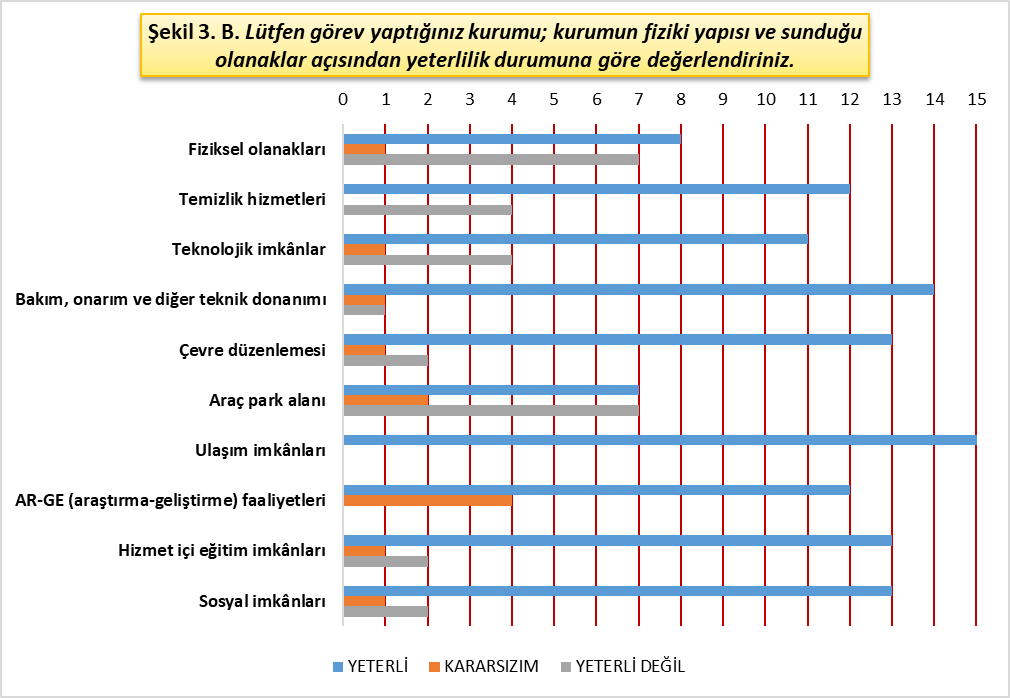 Şekil 3. B. Lütfen görev yaptığınız kurumu; kurumun fiziki yapısı ve sunduğu
olanaklar açısından yeterlilik durumuna göre değerlendiriniz.
0 1 2 3 4 5 6 7 8 9 10 11 12 13 14 15
Fiziksel olanakları
Temizlik hizmetleri
Teknolojik imkânlar
Bakım, onarım ve diğer teknik donanımı
Çevre düzenlemesi
Araç park alanı
Ulaşım imkânları
AR-GE (araştırma-geliştirme) faaliyetleri
Hizmet içi eğitim imkânları
Sosyal imkânları
YETERLİ KARARSIZIM YETERLİ DEĞİL